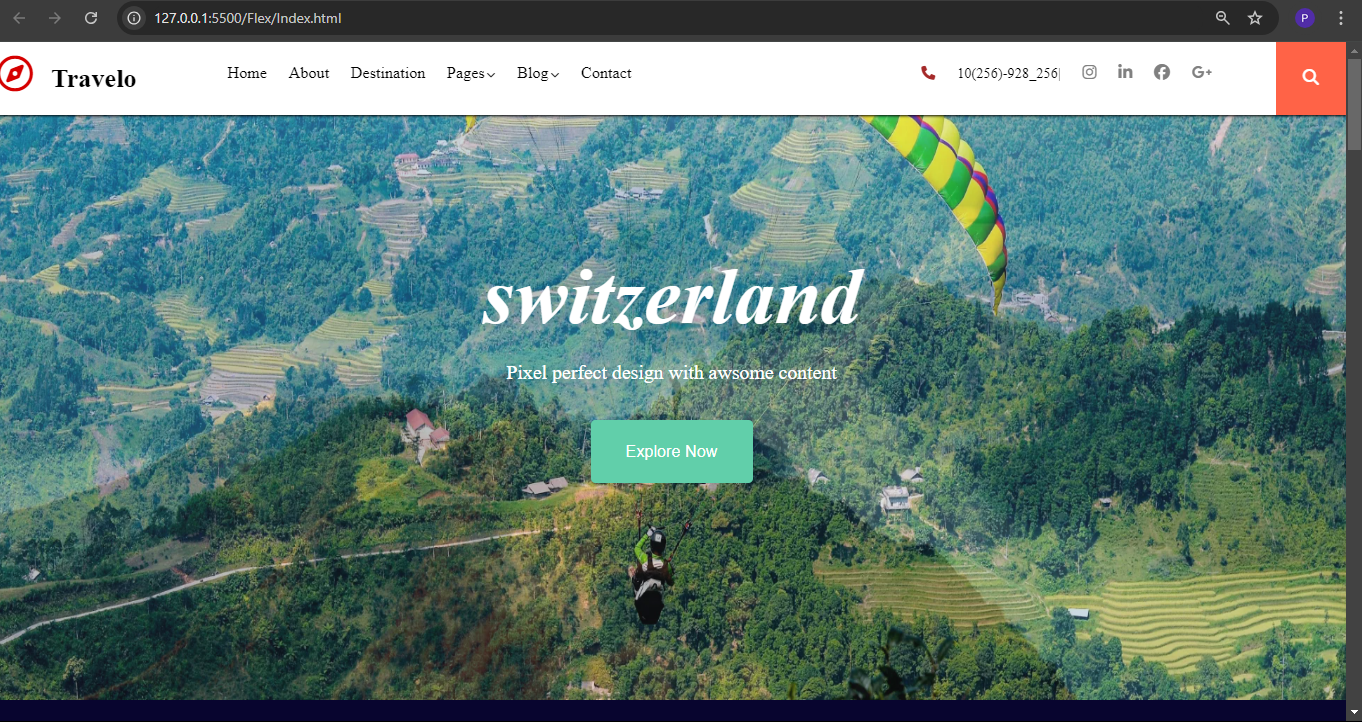 127.0.0.1:5500/Flex/Index.html
P
Travelo
Home About Destination Pages Blog Contact
10(256)-928_256|
G+
switzerland
Pixel perfect design with awsome content
Explore Now